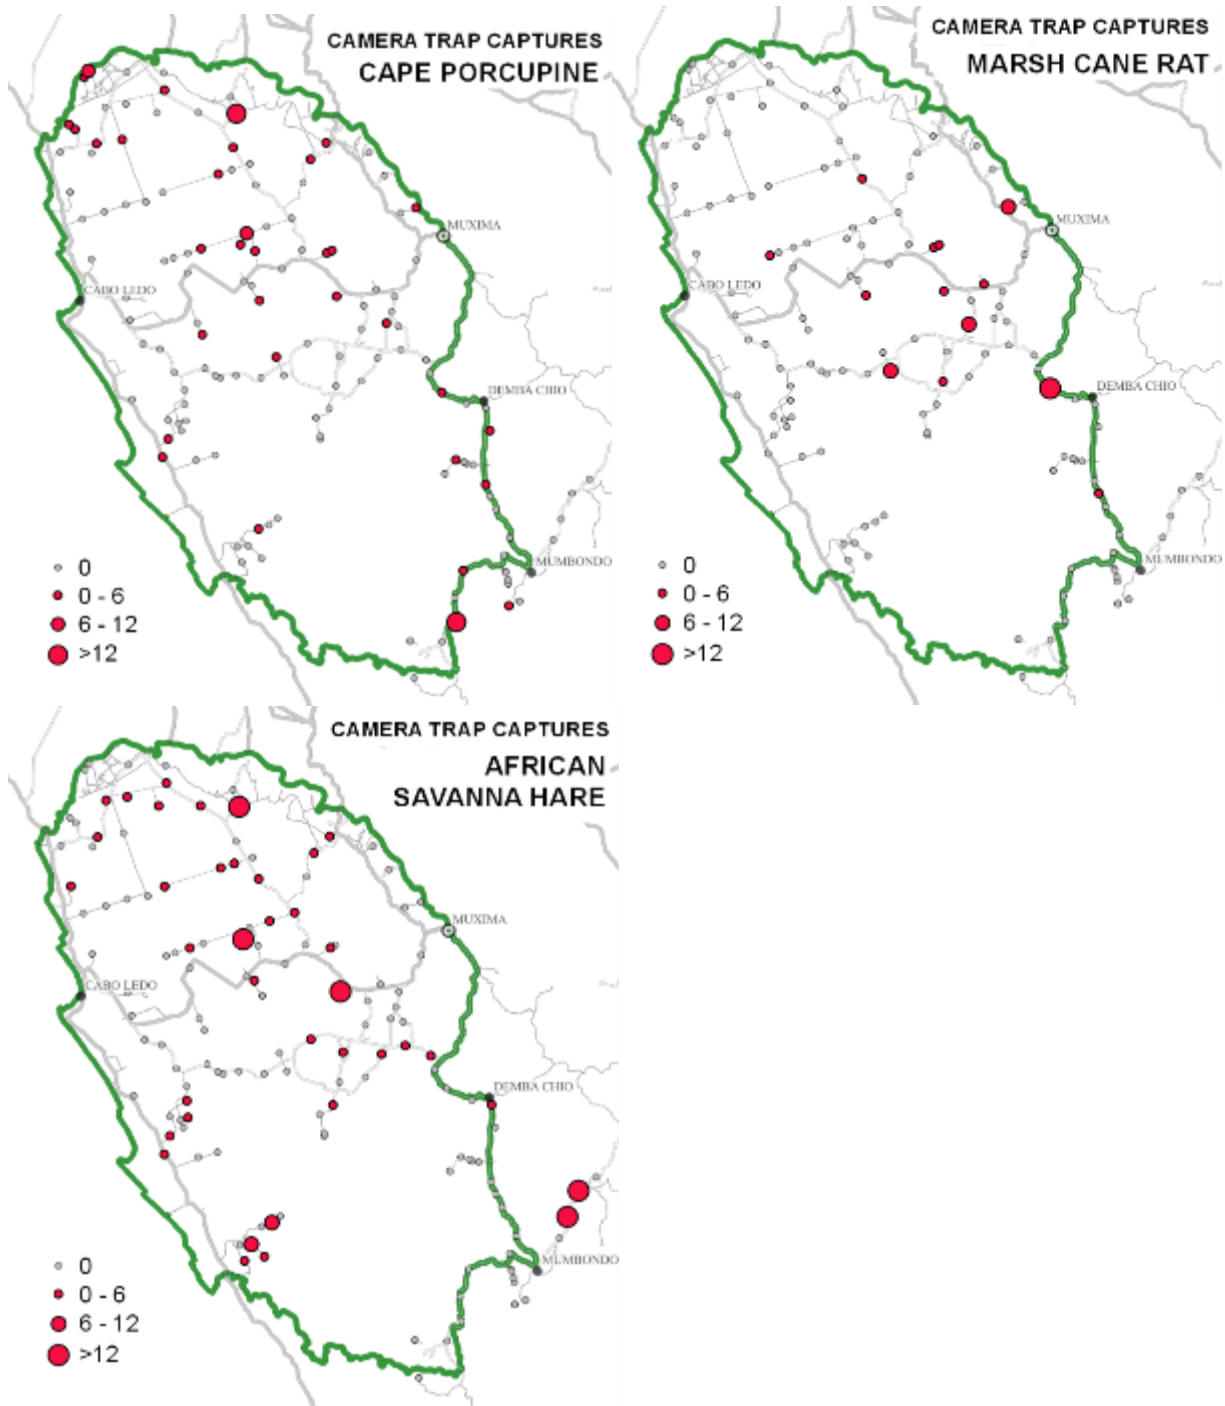 CAMERA TRAP CAPTURES
CAPE PORCUPINE
MUXIMA
CABO LEDO
DEMBA CHIO
MUMBONDO
0
0 - 6
6 - 12
>12
CAMERA TRAP CAPTURES
MARSH CANE RAT
MUXIMA
CABO LEDO
DEMBA CHIO
MUMBONDO
0
0 - 6
6 - 12
>12
CAMERA TRAP CAPTURES
AFRICAN
SAVANNA HARE
MUXIMA
CABO LEDO
DEMBA CHIO
MUMBONDO
0
0 - 6
6 - 12
>12